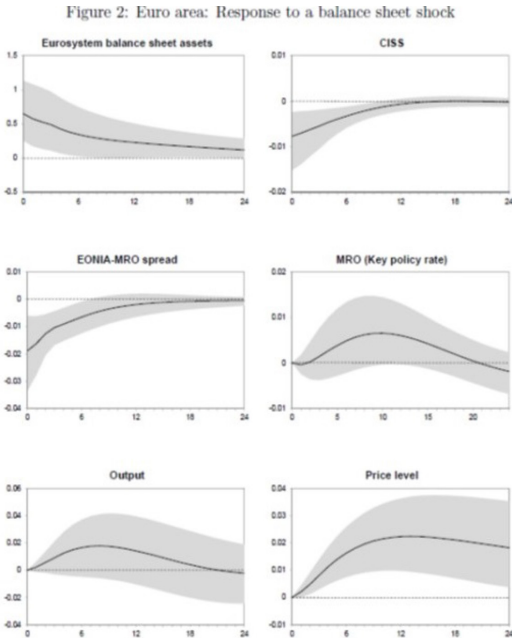 Figure 2: Euro area: Response to a balance sheet shock
Eurosystem balance sheet assets
CISS
1.5
1
0.5
0
-0.5
0 6 12 18 24
0.01
0
-0.01
-0.02
0 6 12 18 24
EONIA-MRO spread
MRO (Key policy rate)
0.01
0
-0.01
-0.02
-0.03
-0.04
0 6 12 18 24
0.02
0.01
0
-0.01
0 5 10 15 20
Output
Price level
0.06
0.04
0.02
0
-0.02
-0.04
0 6 12 18 24
0.04
0.03
0.02
0.01
0
-0.01
0 6 12 18 24